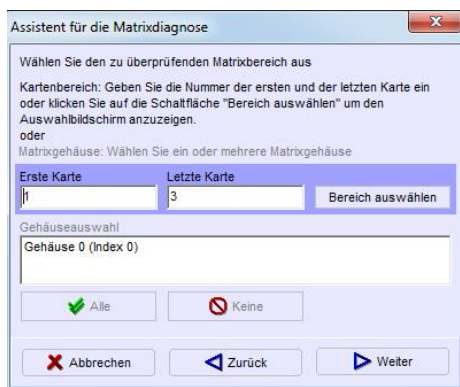 Assistent für die Matrixdiagnose
Wählen Sie den zu überprüfenden Matrixbereich aus
Kartenbereich: Geben Sie die Nummer der ersten und der letzten Karte ein
oder klicken Sie auf die Schaltfläche "Bereich auswählen" um den
Auswahlbildschirm anzuzeigen.
oder
Matrixgehäuse: Wählen Sie ein oder mehrere Matrixgehäuse
Erste Karte Letzte Karte
1 3 Bereich auswählen
Gehäuseauswahl
Gehäuse 0 (Index 0)
Alle Keine
Abbrechen Zurück Weiter